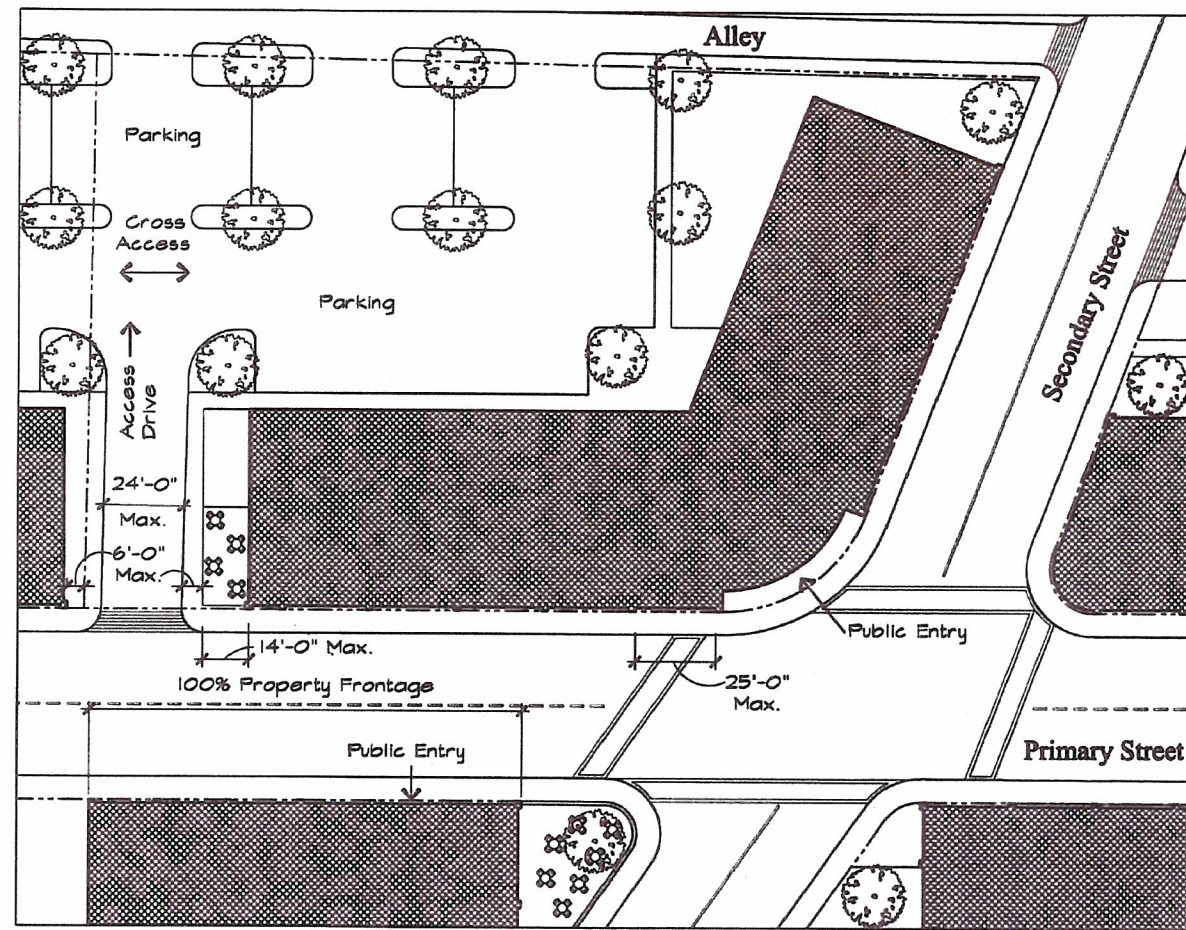 Alley
Parking
Cross
Access
Parking
Secondary Street
Access
Drive
24'-0"
Max.
6'-0"
Max.
Public Entry
14'-0" Max.
25'-0"
Max.
100% Property Frontage
Public Entry
Primary Street